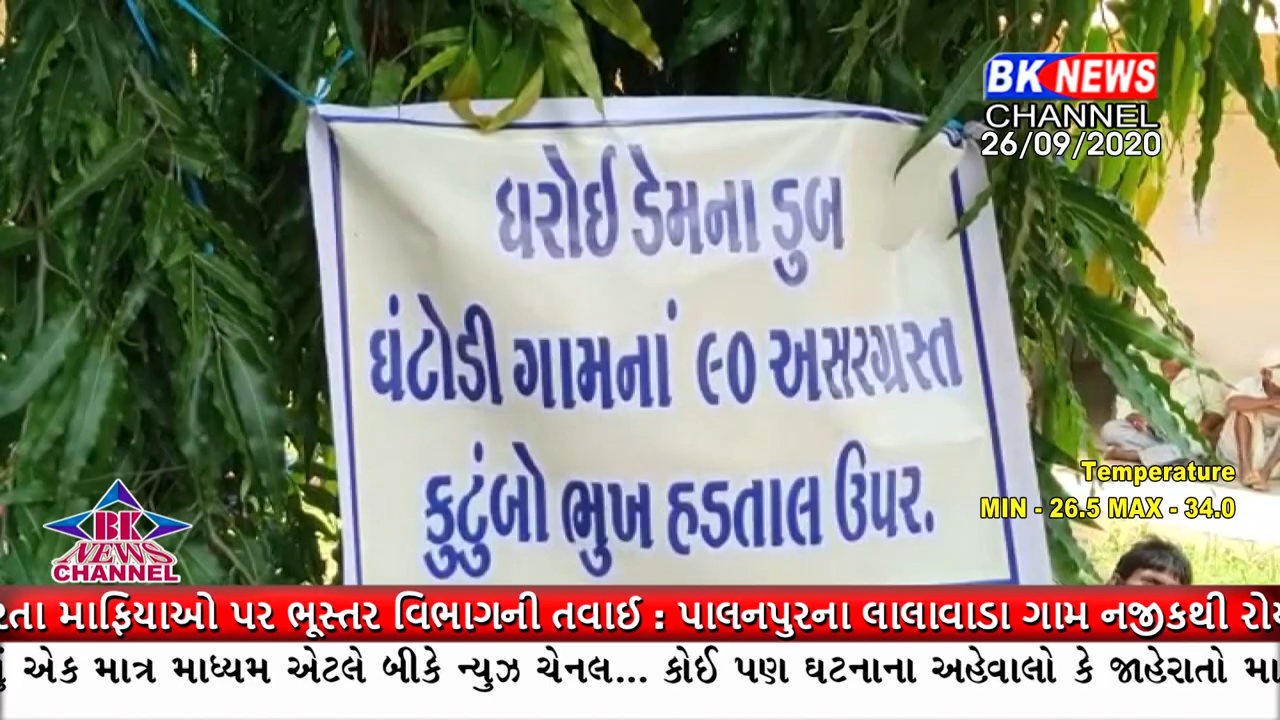 BK NEWS
CHANNEL
26/09/2020
ધરોઈ ડેમના ડુબ
ઘંટોડી ગામનાં ૯૦ અસરગ્રસ્ત
કુટુંબો ભુખ હડતાલ ઉપર.
Temperature
MIN - 26.5 MAX - 34.0
BK
NEWS
CHANNEL
માફિયાઓ પર ભૂસ્તર વિભાગની તવાઈ : પાલનપુરના લાલાવાડા ગામ નજીકથી
એક માત્ર માધ્યમ એટલે બીકે ન્યુઝ ચેનલ... કોઈ પણ ઘટનાના અહેવાલો કે જાહેરાતો